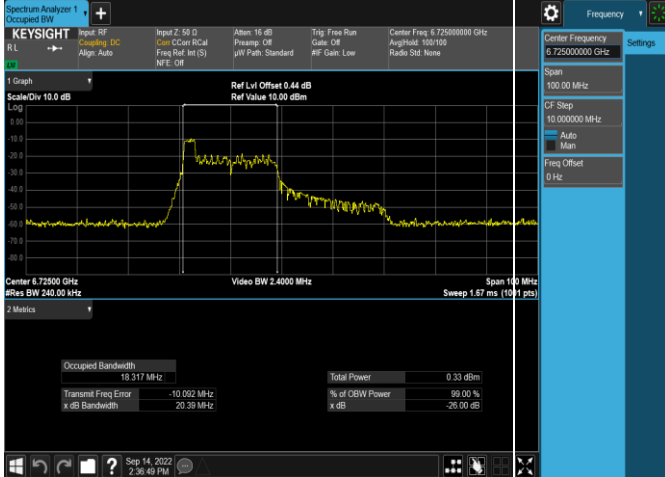 Spectrum Analyzer 1
Occupied BW
+
Frequency
KEYSIGHT
R L
LW
Input: RF
Coupling: DC
Align: Auto
Input Z: 50 Ω
Corr CCorr RCal
Freq Ref: Int (S)
NFE: Off
Atten: 16 dB
Preamp: Off
µW Path: Standard
Trig: Free Run
Gate: Off
#IF Gain: Low
Center Freq: 6.725000000 GHz
Avg|Hold: 100/100
Radio Std: None
Center Frequency
6.725000000 GHz
Settings
Span
100.00 MHz
CF Step
10.000000 MHz
Auto
Man
Freq Offset
0 Hz
1 Graph
Scale/Div 10.0 dB
Ref Lvl Offset 0.44 dB
Ref Value 10.00 dBm
Log
0.00
-10.0
-20.0
-30.0
-40.0
-50.0
-60.0
-70.0
-80.0
Center 6.72500 GHz
#Res BW 240.00 kHz
Video BW 2.4000 MHz
Span 100 MHz
Sweep 1.67 ms (1001 pts)
2 Metrics
Occupied Bandwidth
18.317 MHz
Total Power 0.33 dBm
Transmit Freq Error -10.092 MHz
% of OBW Power 99.00 %
x dB Bandwidth 20.39 MHz
x dB -26.00 dB
?
Sep 14, 2022
2:36:49 PM